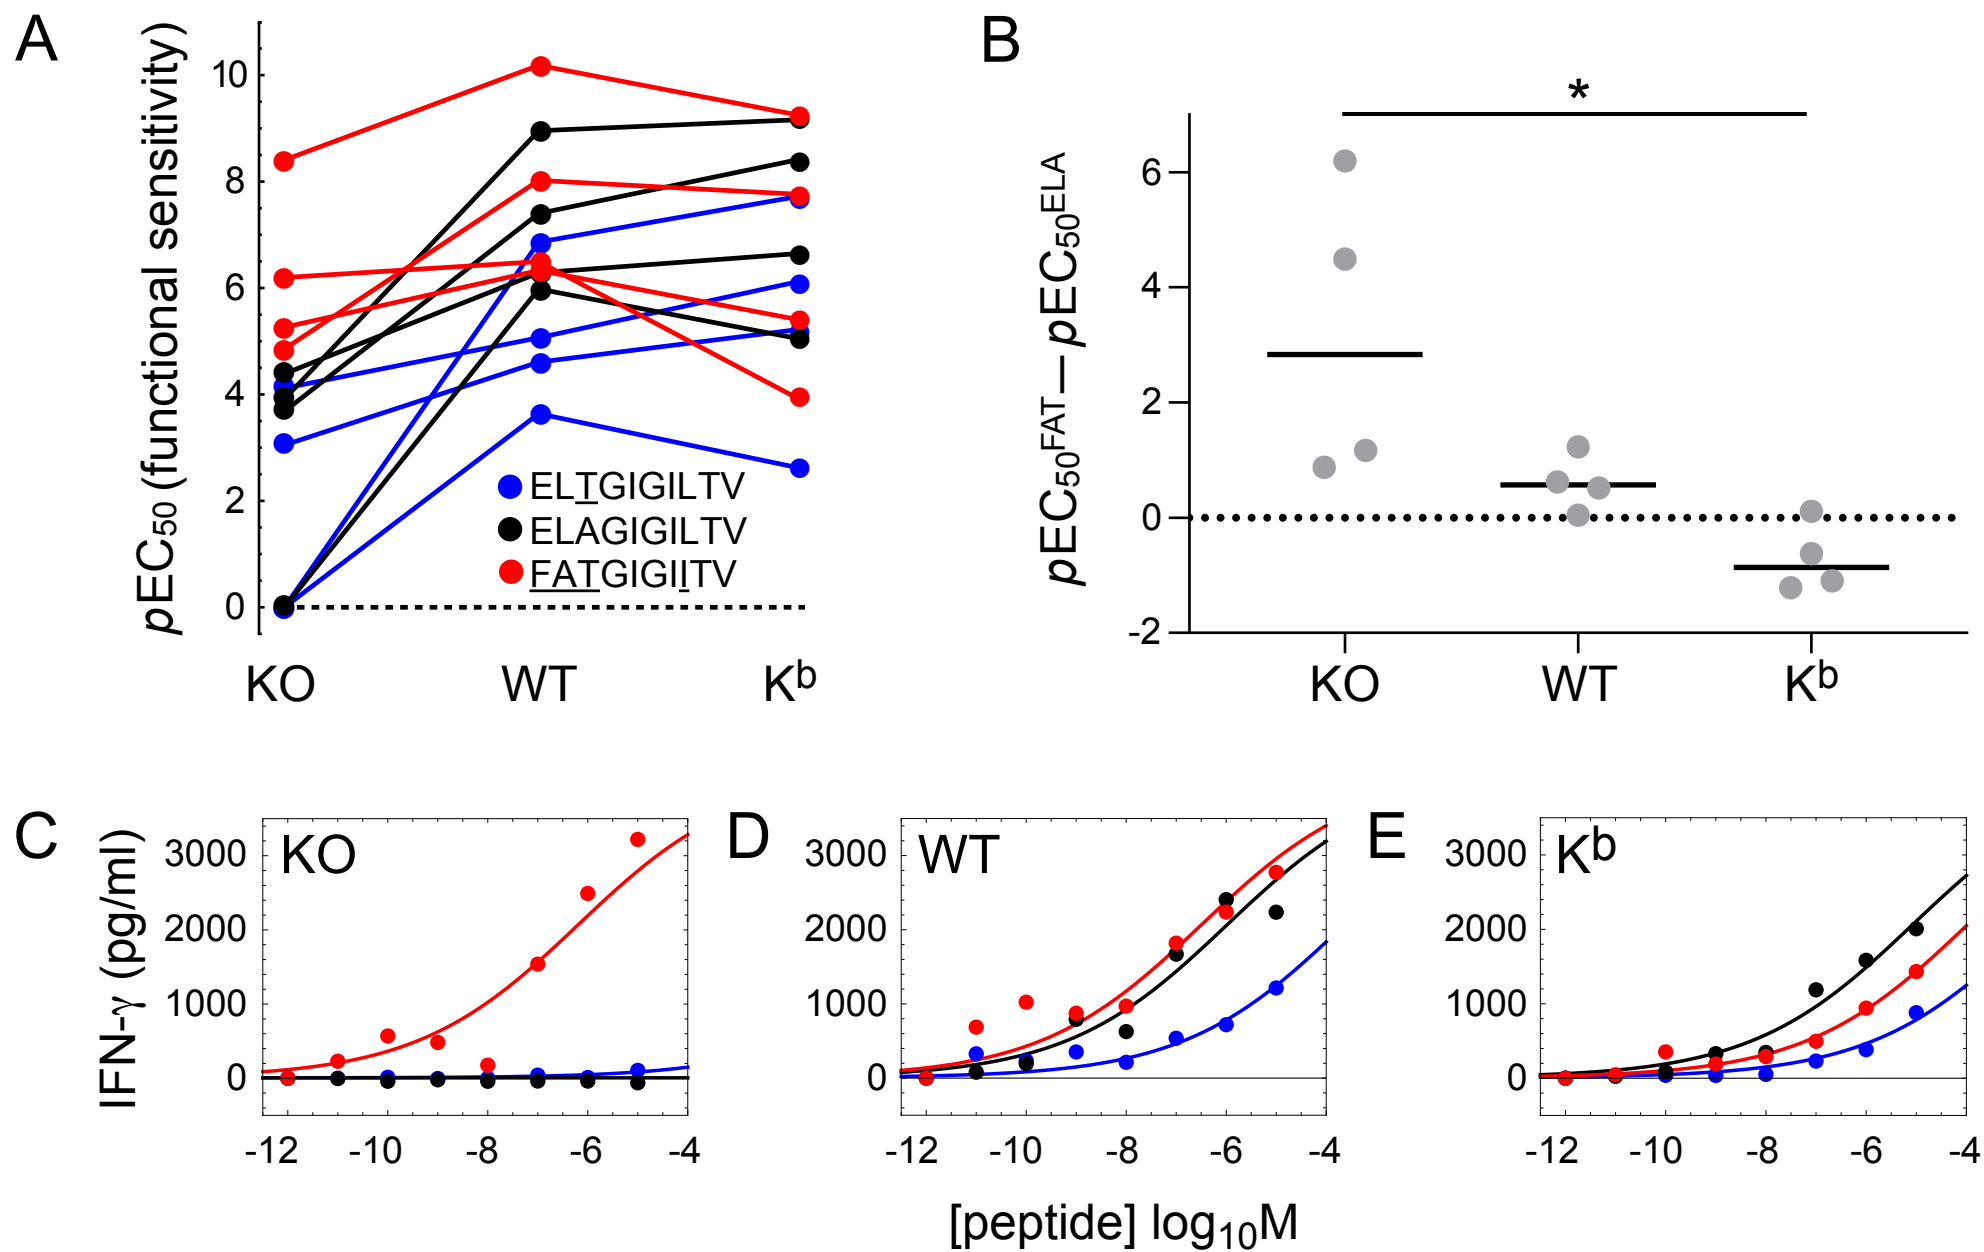 A
pEC50 (functional sensitivity)
10
8
6
4
2
0
KO
WT
Kb
ELTGIGILTV
ELAGIGILTV
FATGIGIITV
B
*
pEC50FAT— pEC50ELA
6
4
2
0
-2
KO
WT
Kb
C
IFN-γ (pg/ml)
KO
3000
2000
1000
0
-12
-10
-8
-6
-4
D
WT
3000
2000
1000
0
-12
-10
-8
-6
-4
E
Kb
3000
2000
1000
0
-12
-10
-8
-6
-4
[peptide] log10M